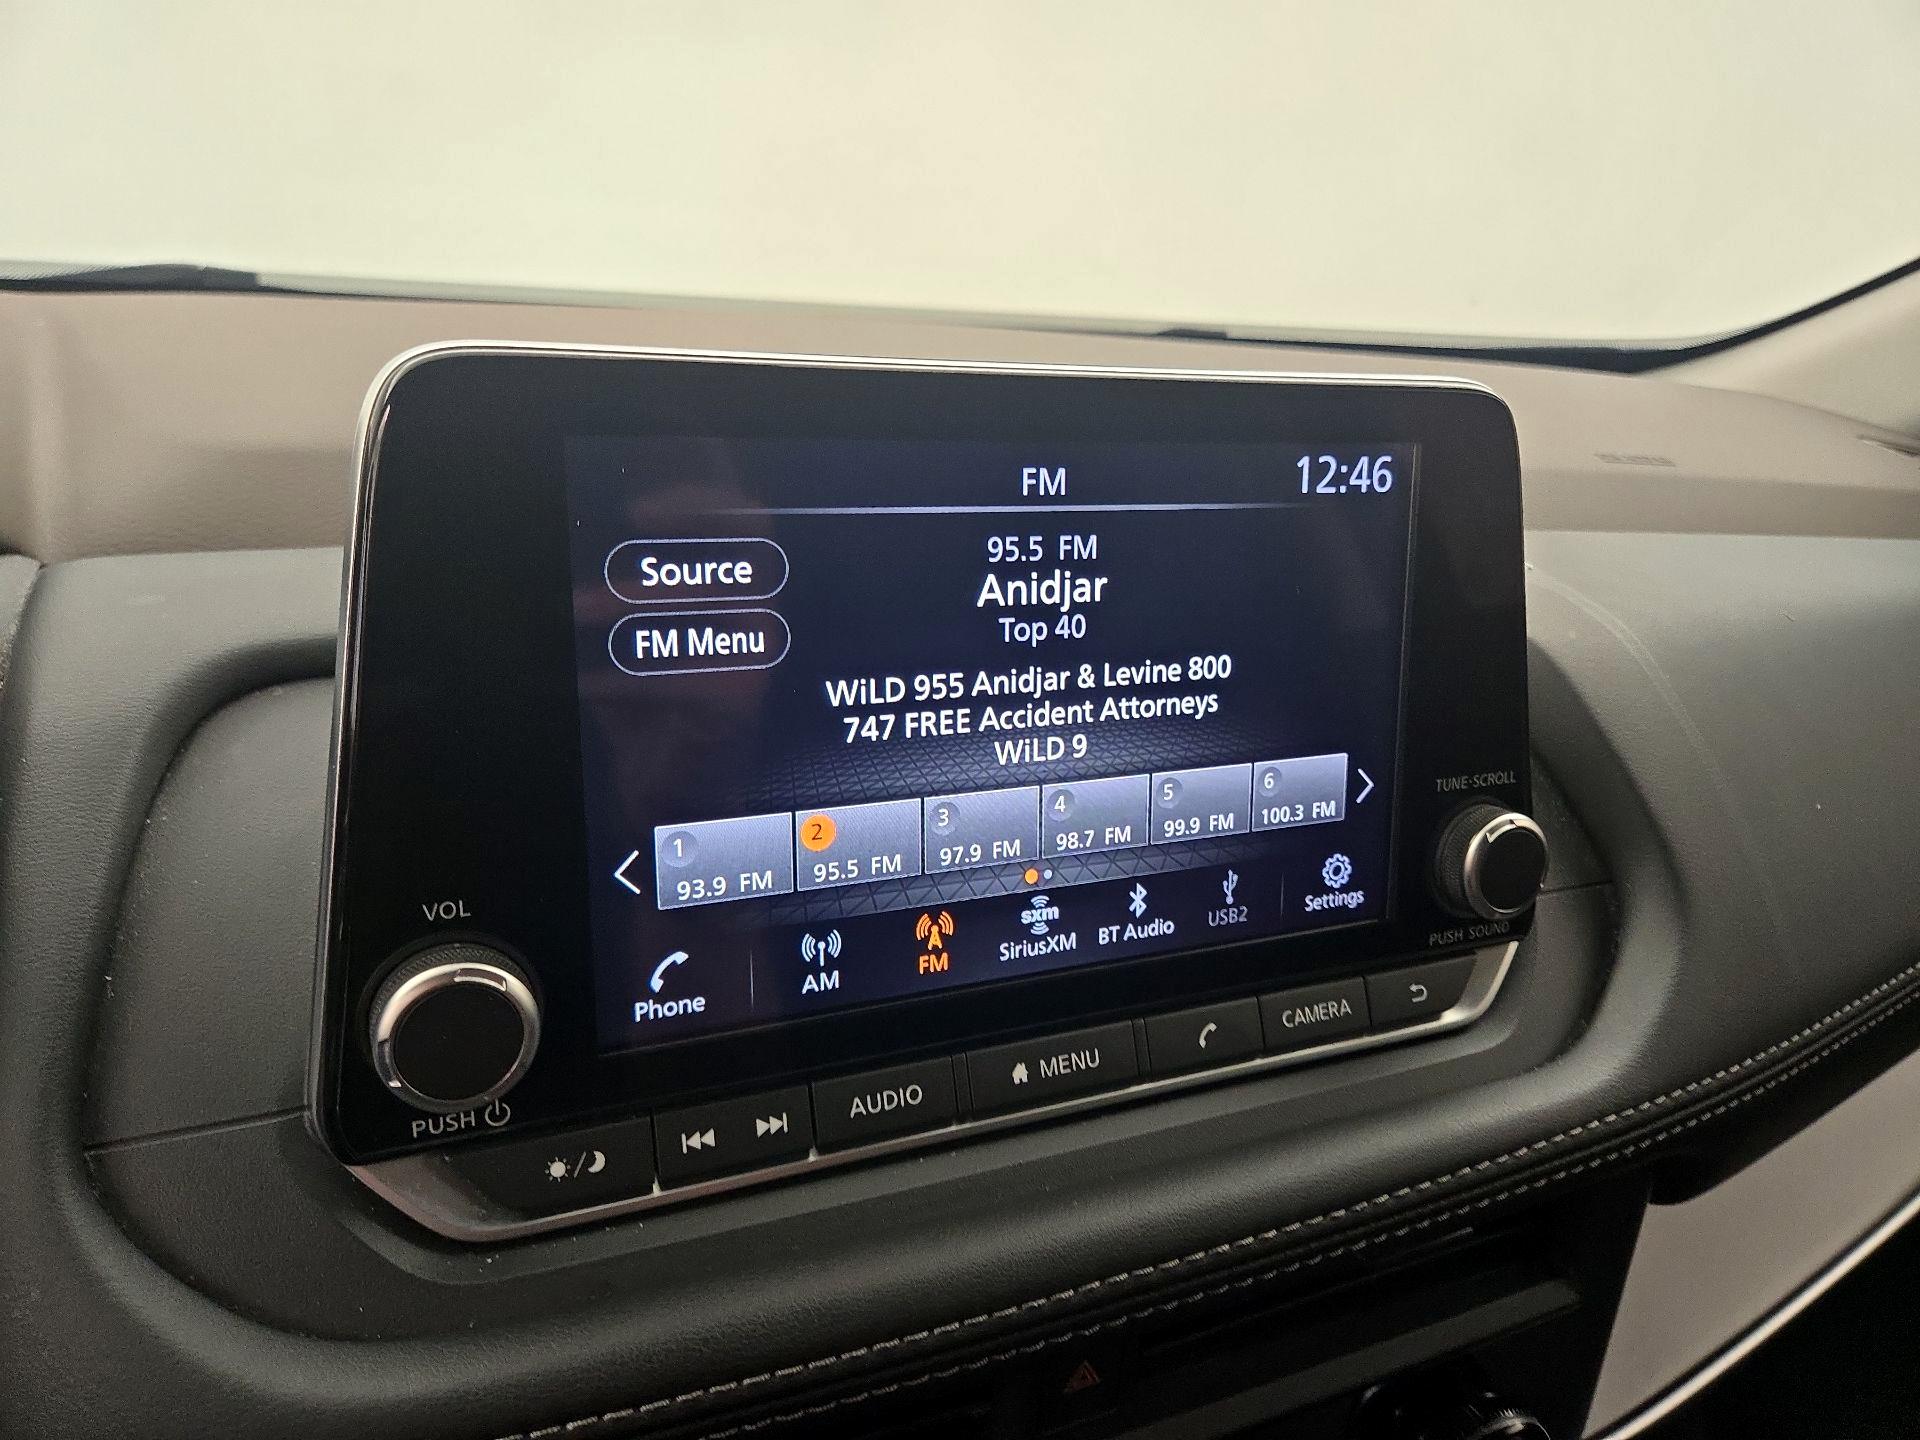 FM
12:46
Source
FM Menu
95.5 FM
Anidjar
Top 40
WiLD 955 Anidjar & Levine 800
747 FREE Accident Attorneys
WiLD 9
1
93.9 FM
2
95.5 FM
3
97.9 FM
4
98.7 FM
5
99.9 FM
6
100.3 FM
Phone
AM
FM
sxm
SiriusXM
BT Audio
USB2
Settings
VOL
PUSH
TUNE·SCROLL
PUSH SOUND
AUDIO
MENU
CAMERA